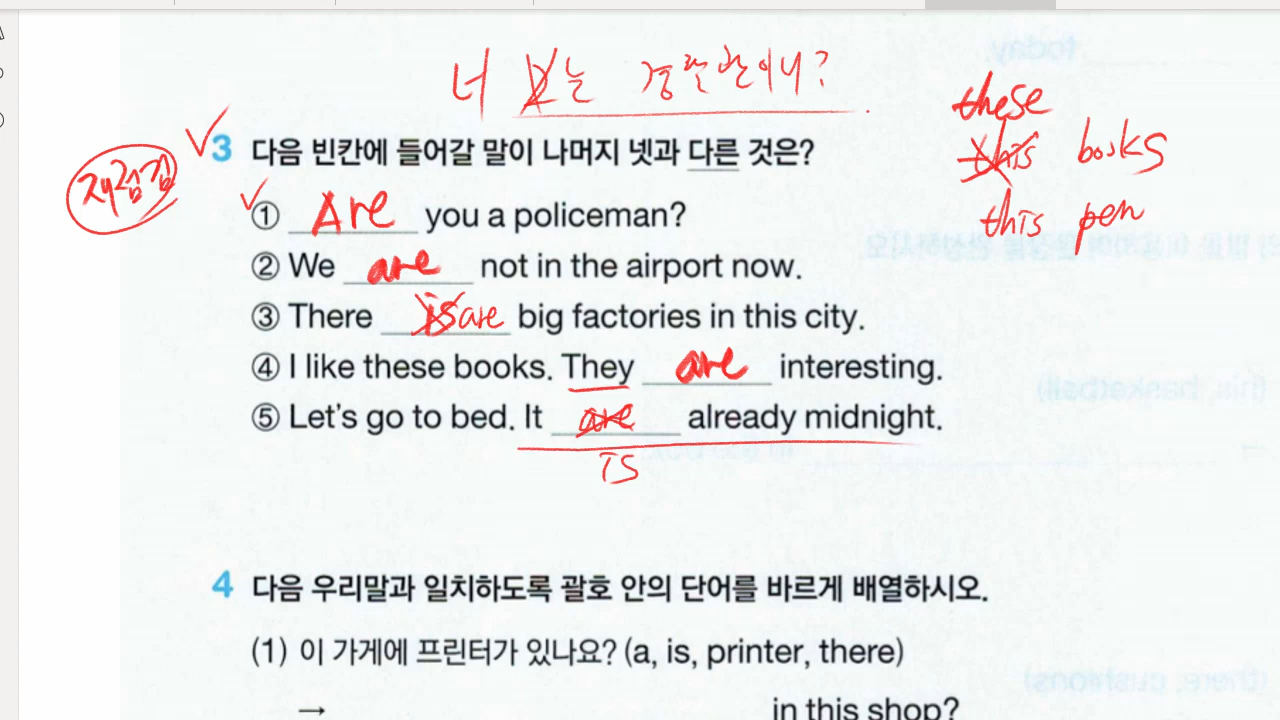 today.
너 는 경찰관이니?
these
this books
this pen
재점검
3 다음 빈칸에 들어갈 말이 나머지 넷과 다른 것은?
① Are you a policeman?
② We are not in the airport now.
③ There is are big factories in this city.
④ I like these books. They are interesting.
⑤ Let's go to bed. It are already midnight.
is
(his, basketball)
4 다음 우리말과 일치하도록 괄호 안의 단어를 바르게 배열하시오.
(1) 이 가게에 프린터가 있나요? (a, is, printer, there)
(there, cushions)
→ in this shop?